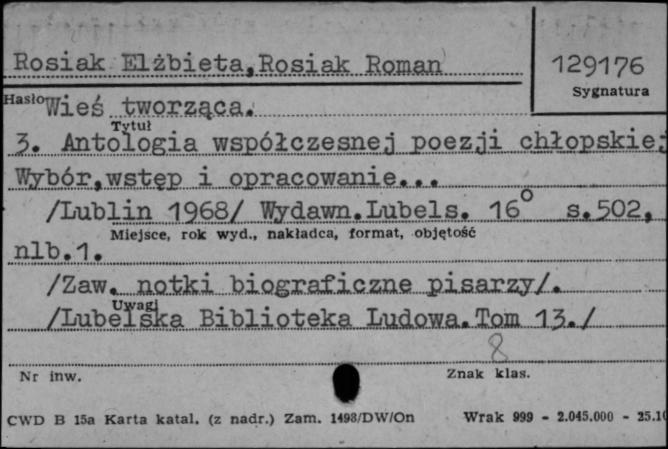 Rosiak Elżbieta,Rosiak Roman
129176
Sygnatura
Hasło Wieś tworząca.
Tytuł
3. Antologia współczesnej poezji chłopskiej
Wybór,wstęp i opracowanie...
/Lublin 1968/ Wydawn.Lubels. 16° s.502,
Miejsce, rok wyd., nakładca, format, objętość
nlb.1.
/Zaw. notki biograficzne pisarzy/.
Uwagi
/Lubelska Biblioteka Ludowa.Tom 13./
8
Nr inw.
Znak klas.
CWD B 15a Karta katal. (z nadr.) Zam. 1498/DW/On
Wrak 999 - 2.045.000 - 25.10